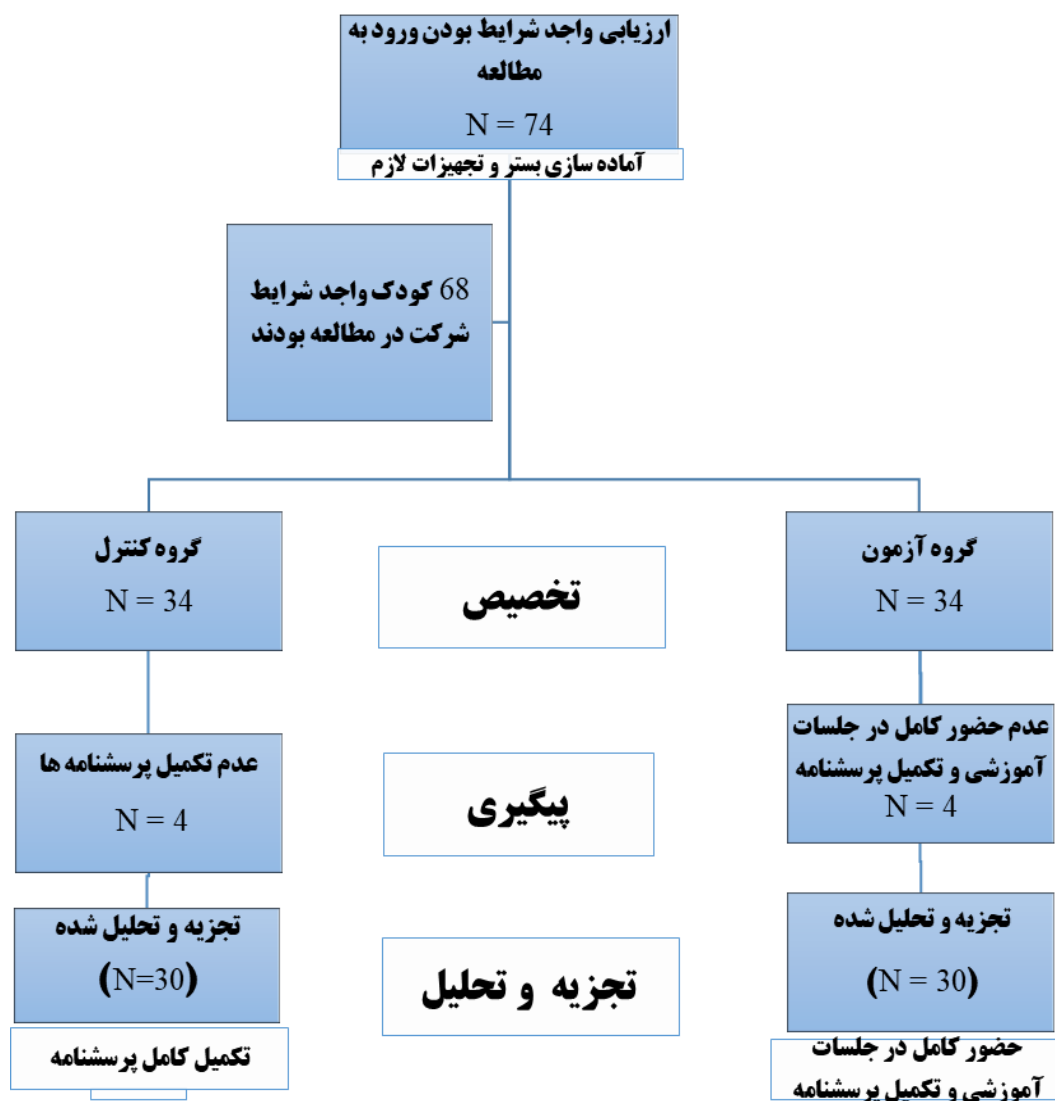 ارزیابی واجد شرایط بودن ورود به
مطالعه
N = 74
آماده سازی بستر و تجهیزات لازم
68 کودک واجد شرایط
شرکت در مطالعه بودند
گروه آزمون
N = 34
تخصیص
گروه کنترل
N = 34
عدم حضور کامل در جلسات
آموزشی و تکمیل پرسشنامه
N = 4
پیگیری
عدم تکمیل پرسشنامه ها
N = 4
تجزیه و تحلیل شده
(N = 30)
حضور کامل در جلسات
آموزشی و تکمیل پرسشنامه
تجزیه و تحلیل
تجزیه و تحلیل شده
(N=30)
تکمیل کامل پرسشنامه